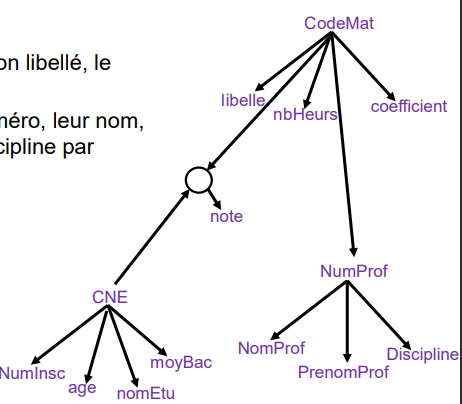 CodeMat
on libellé, le
libelle
nbHeurs
coefficient
néro, leur nom,
cipline par
note
NumProf
CNE
NomProf
PrenomProf
Discipline
NumInsc
age
nomEtu
moyBac